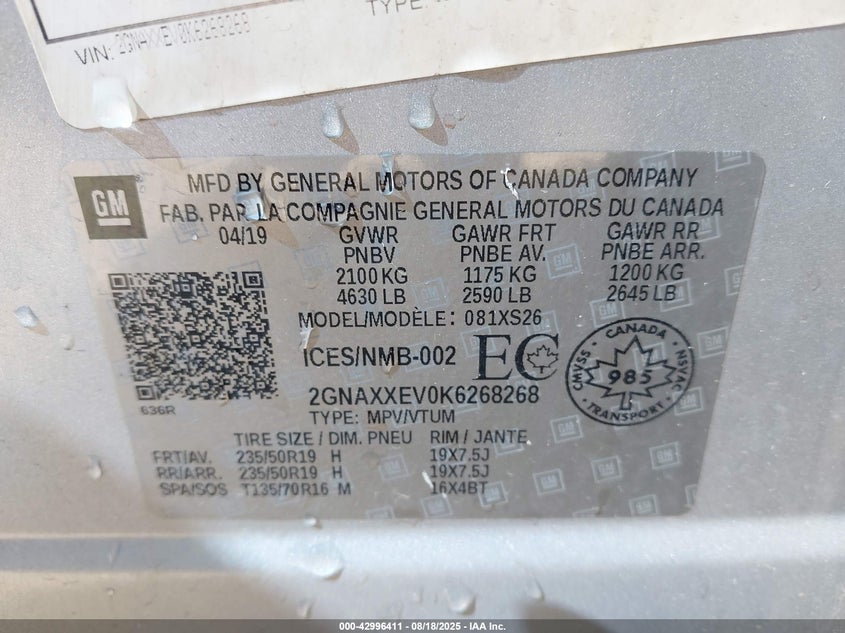 TYPE:
VIN: 2GNAXXEV0K6268268
GM
MFD BY GENERAL MOTORS OF CANADA COMPANY
FAB. PAR LA COMPAGNIE GENERAL MOTORS DU CANADA
04/19 GVWR GAWR FRT GAWR RR
PNBV PNBE AV. PNBE ARR.
2100 KG 1175 KG 1200 KG
4630 LB 2590 LB 2645 LB
MODEL/MODÈLE: 081XS26
ICES/NMB-002 EC
CANADA CMVSS 985 NSVAC TRANSPORT
2GNAXXEV0K6268268
636R
TYPE: MPV/VTUM
TIRE SIZE / DIM. PNEU RIM / JANTE
FRT/AV. 235/50R19 H 19X7.5J
RR/ARR. 235/50R19 H 19X7.5J
SPA/SOS T135/70R16 M 16X4BT
000-42996411 - 08/18/2025 - IAA Inc.